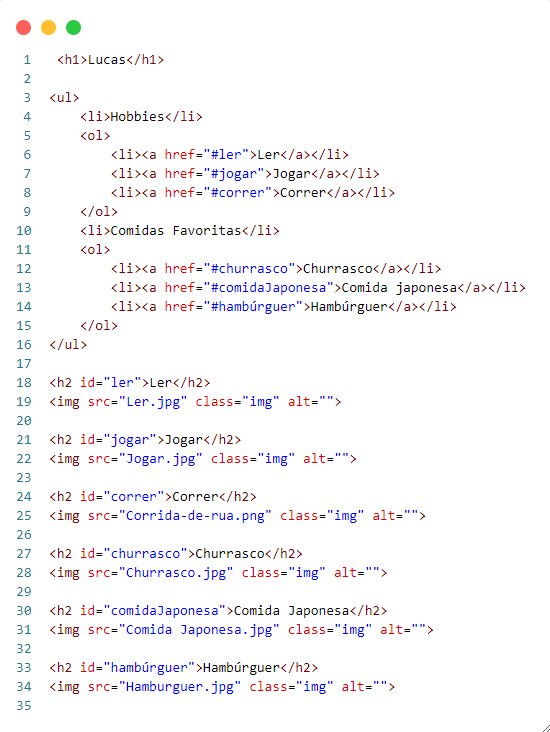 1 <h1>Lucas</h1>
2
3 <ul>
4 <li>Hobbies</li>
5 <ol>
6 <li><a href="#ler">Ler</a></li>
7 <li><a href="#jogar">Jogar</a></li>
8 <li><a href="#correr">Correr</a></li>
9 </ol>
10 <li>Comidas Favoritas</li>
11 <ol>
12 <li><a href="#churrasco">Churrasco</a></li>
13 <li><a href="#comidaJaponesa">Comida japonesa</a></li>
14 <li><a href="#hambúrguer">Hambúrguer</a></li>
15 </ol>
16 </ul>
17
18 <h2 id="ler">Ler</h2>
19 <img src="Ler.jpg" class="img" alt="">
20
21 <h2 id="jogar">Jogar</h2>
22 <img src="Jogar.jpg" class="img" alt="">
23
24 <h2 id="correr">Correr</h2>
25 <img src="Corrida-de-rua.png" class="img" alt="">
26
27 <h2 id="churrasco">Churrasco</h2>
28 <img src="Churrasco.jpg" class="img" alt="">
29
30 <h2 id="comidaJaponesa">Comida Japonesa</h2>
31 <img src="Comida Japonesa.jpg" class="img" alt="">
32
33 <h2 id="hambúrguer">Hambúrguer</h2>
34 <img src="Hamburguer.jpg" class="img" alt="">
35